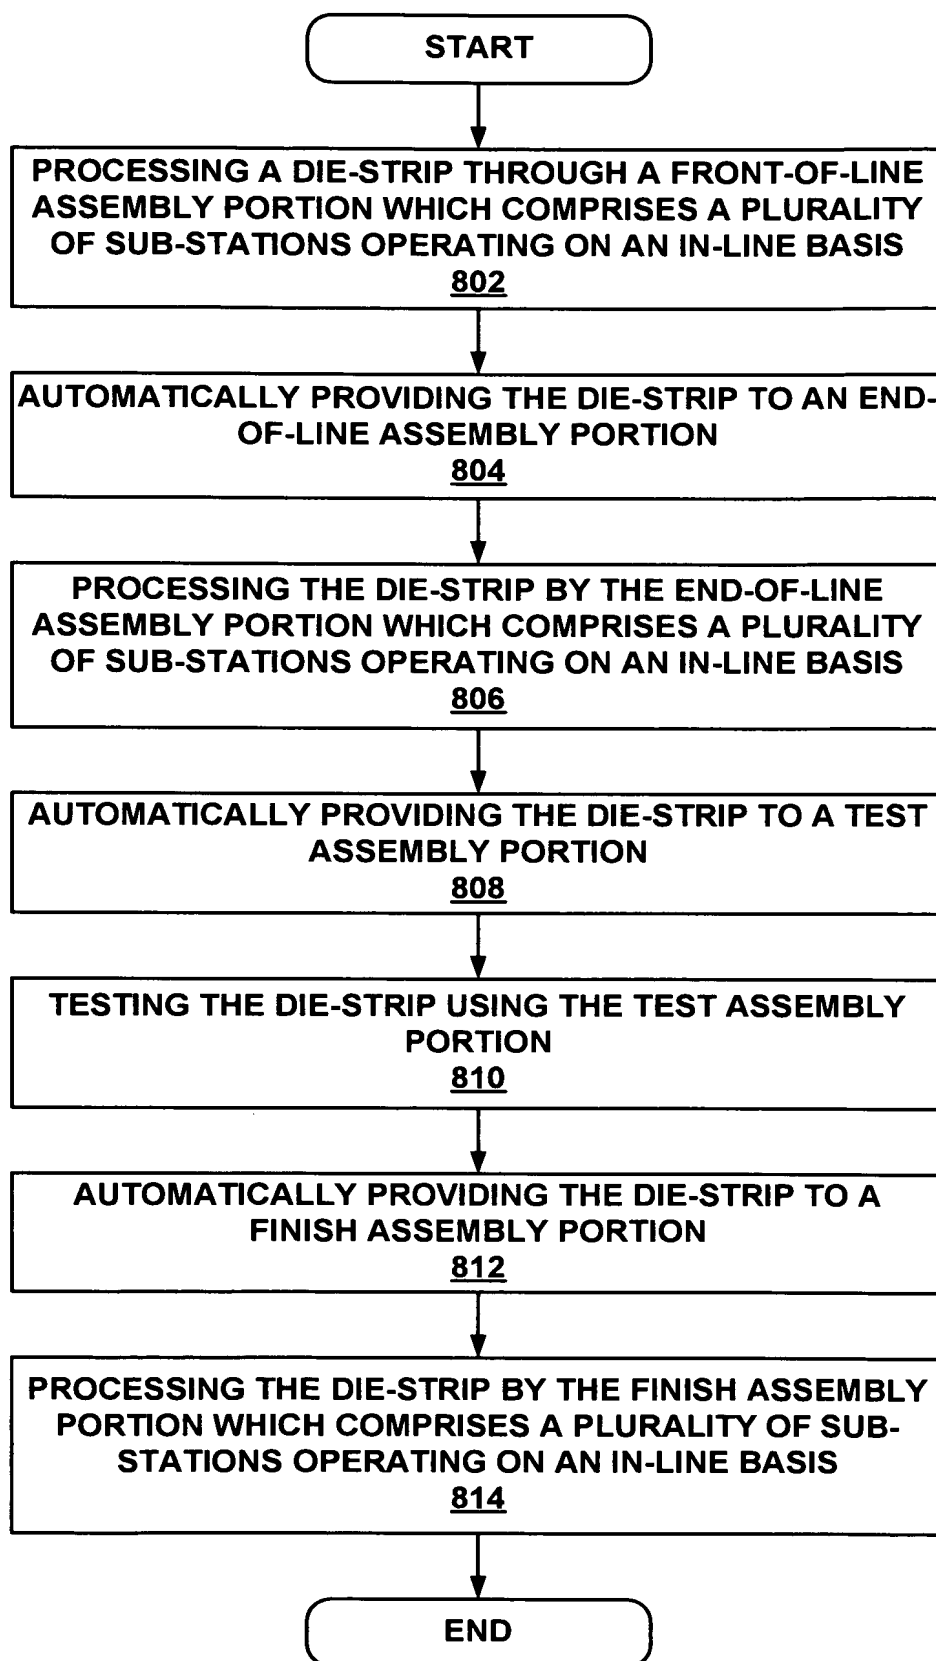 START
PROCESSING A DIE-STRIP THROUGH A FRONT-OF-LINE
ASSEMBLY PORTION WHICH COMPRISES A PLURALITY
OF SUB-STATIONS OPERATING ON AN IN-LINE BASIS
802
AUTOMATICALLY PROVIDING THE DIE-STRIP TO AN END-
OF-LINE ASSEMBLY PORTION
804
PROCESSING THE DIE-STRIP BY THE END-OF-LINE
ASSEMBLY PORTION WHICH COMPRISES A PLURALITY
OF SUB-STATIONS OPERATING ON AN IN-LINE BASIS
806
AUTOMATICALLY PROVIDING THE DIE-STRIP TO A TEST
ASSEMBLY PORTION
808
TESTING THE DIE-STRIP USING THE TEST ASSEMBLY
PORTION
810
AUTOMATICALLY PROVIDING THE DIE-STRIP TO A
FINISH ASSEMBLY PORTION
812
PROCESSING THE DIE-STRIP BY THE FINISH ASSEMBLY
PORTION WHICH COMPRISES A PLURALITY OF SUB-
STATIONS OPERATING ON AN IN-LINE BASIS
814
END